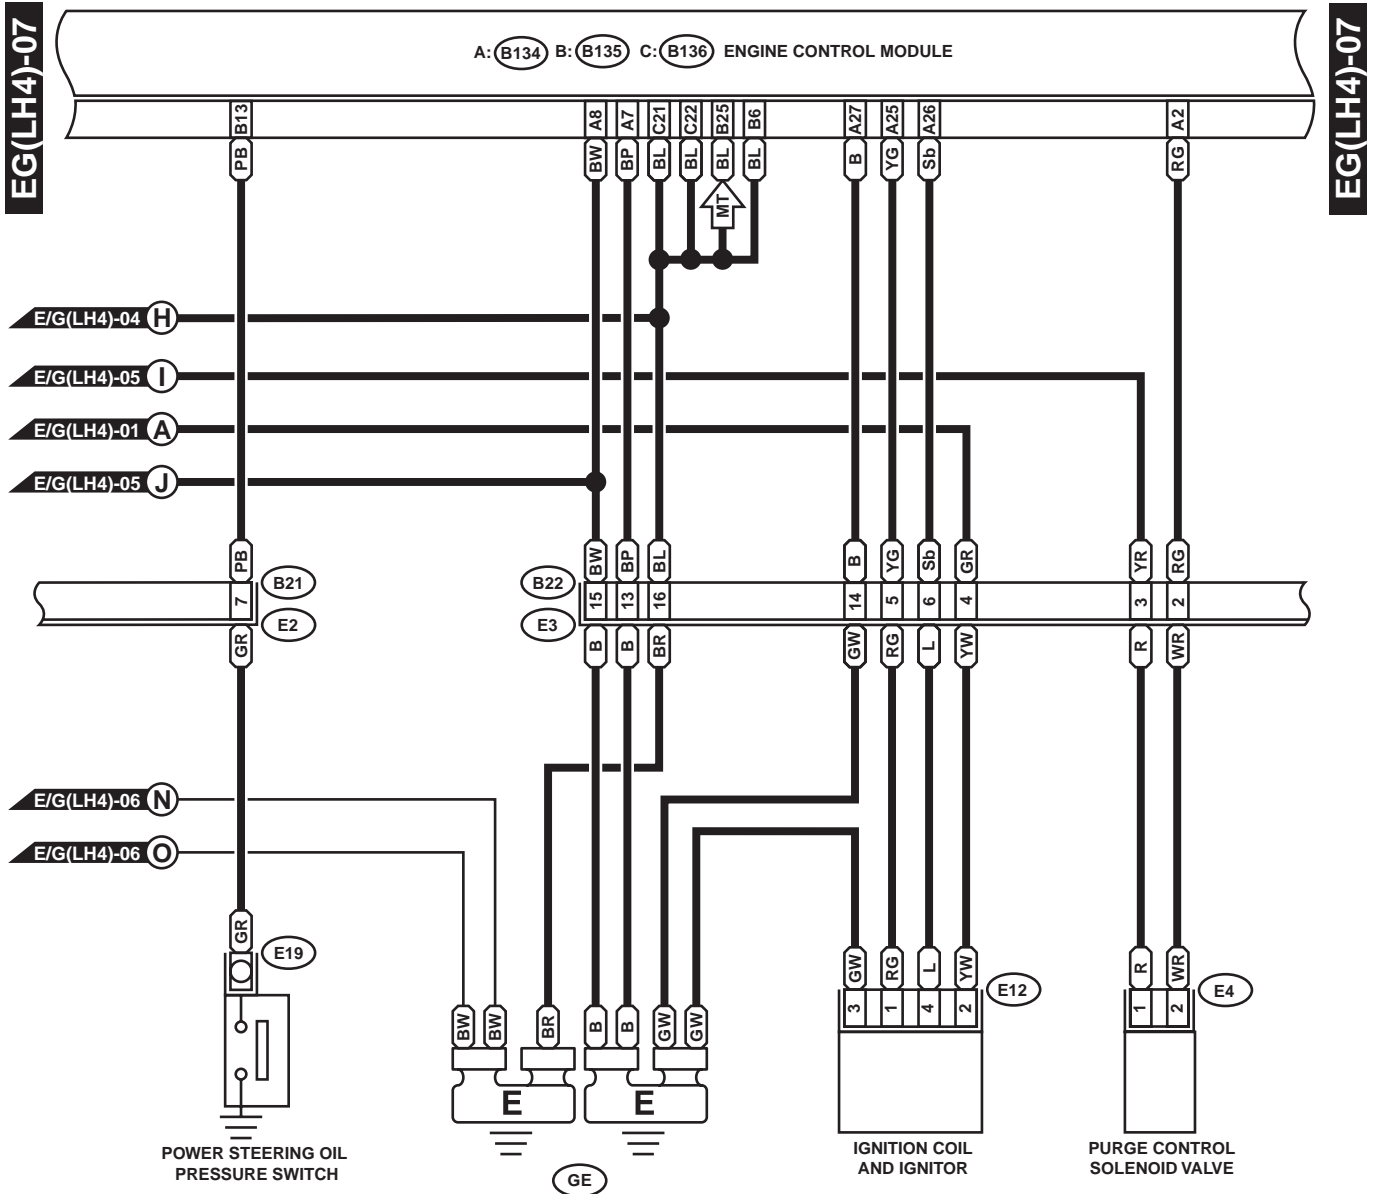 EG(LH4)-07
EG(LH4)-07
A: B134 B: B135 C: B136 ENGINE CONTROL MODULE
B13 A8 A7 C21 C22 B25 B6 A27 A25 A26 A2
PB BW BP BL BL BL BL B YG Sb RG
MT
E/G(LH4)-04 H
E/G(LH4)-05 I
E/G(LH4)-01 A
E/G(LH4)-05 J
PB BW BP BL B YG Sb GR YR RG
B21 B22
7 15 13 16 14 5 6 4 3 2
E2 E3
GR B B BR GW RG L YW R WR
E/G(LH4)-06 N
E/G(LH4)-06 O
GR
E19
GW RG L YW R WR
E12 E4
3 1 4 2 1 2
BW BW BR B B GW GW
E E
POWER STEERING OIL
PRESSURE SWITCH
GE
IGNITION COIL
AND IGNITOR
PURGE CONTROL
SOLENOID VALVE